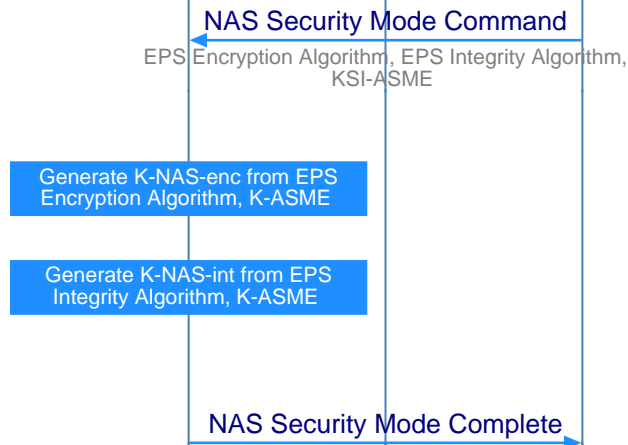 NAS Security Mode Command
EPS Encryption Algorithm, EPS Integrity Algorithm,
KSI-ASME
Generate K-NAS-enc from EPS
Encryption Algorithm, K-ASME
Generate K-NAS-int from EPS
Integrity Algorithm, K-ASME
NAS Security Mode Complete